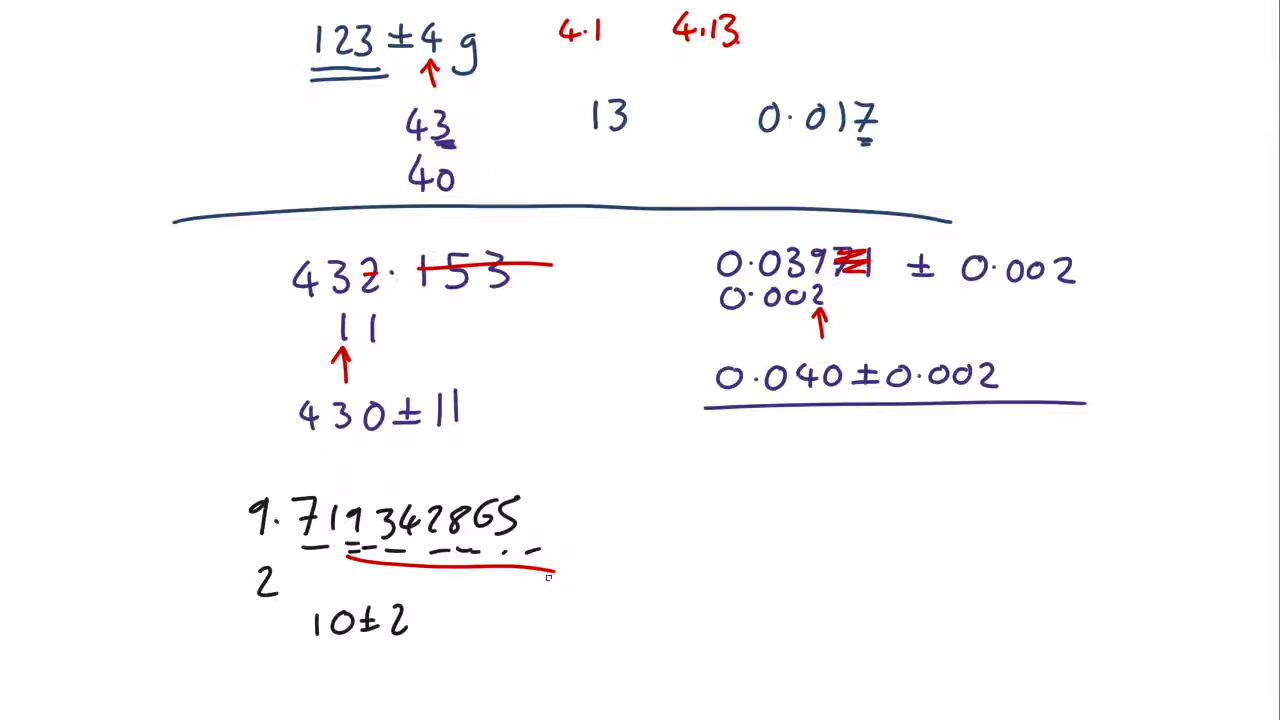 123 ± 4 g 4.1 4.13
43 13 0.017
40
432.153 0.03971 ± 0.002
11 0.002
430 ± 11 0.040 ± 0.002
9.719342865
2
10 ± 2